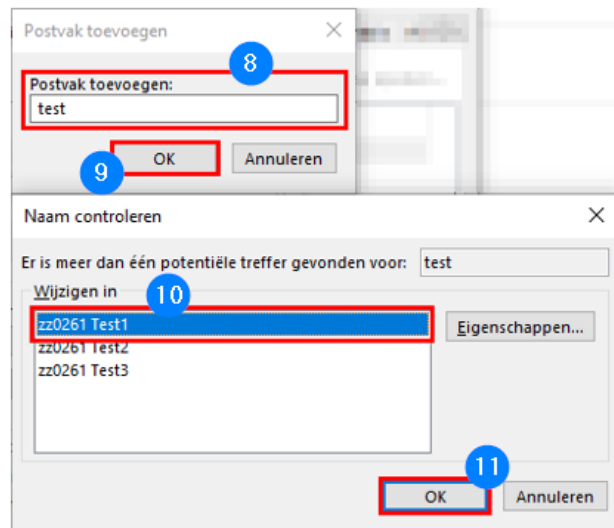 Postvak toevoegen
8
Postvak toevoegen:
test
9
OK
Annuleren
Naam controleren
Er is meer dan één potentiële treffer gevonden voor: test
Wijzigen in
10
zz0261 Test1
Eigenschappen...
zz0261 Test2
zz0261 Test3
11
OK
Annuleren